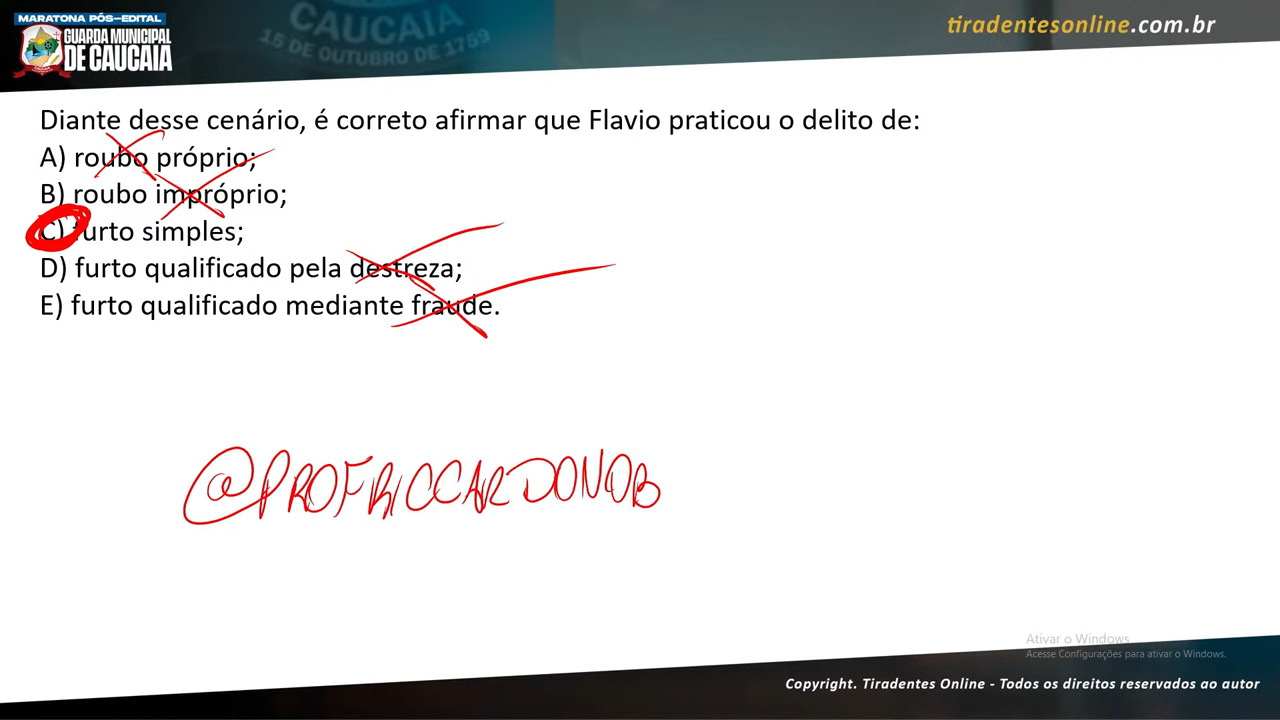 MARATONA PÓS-EDITAL
GUARDA MUNICIPAL
DE CAUCAIA
CAUCAIA
15 DE OUTUBRO DE 1759
tiradentesonline.com.br
Diante desse cenário, é correto afirmar que Flavio praticou o delito de:
A) roubo próprio;
B) roubo impróprio;
C) furto simples;
D) furto qualificado pela destreza;
E) furto qualificado mediante fraude.
@PROFRICCARDONOB
Ativar o Windows
Acesse Configurações para ativar o Windows.
Copyright. Tiradentes Online - Todos os direitos reservados ao autor